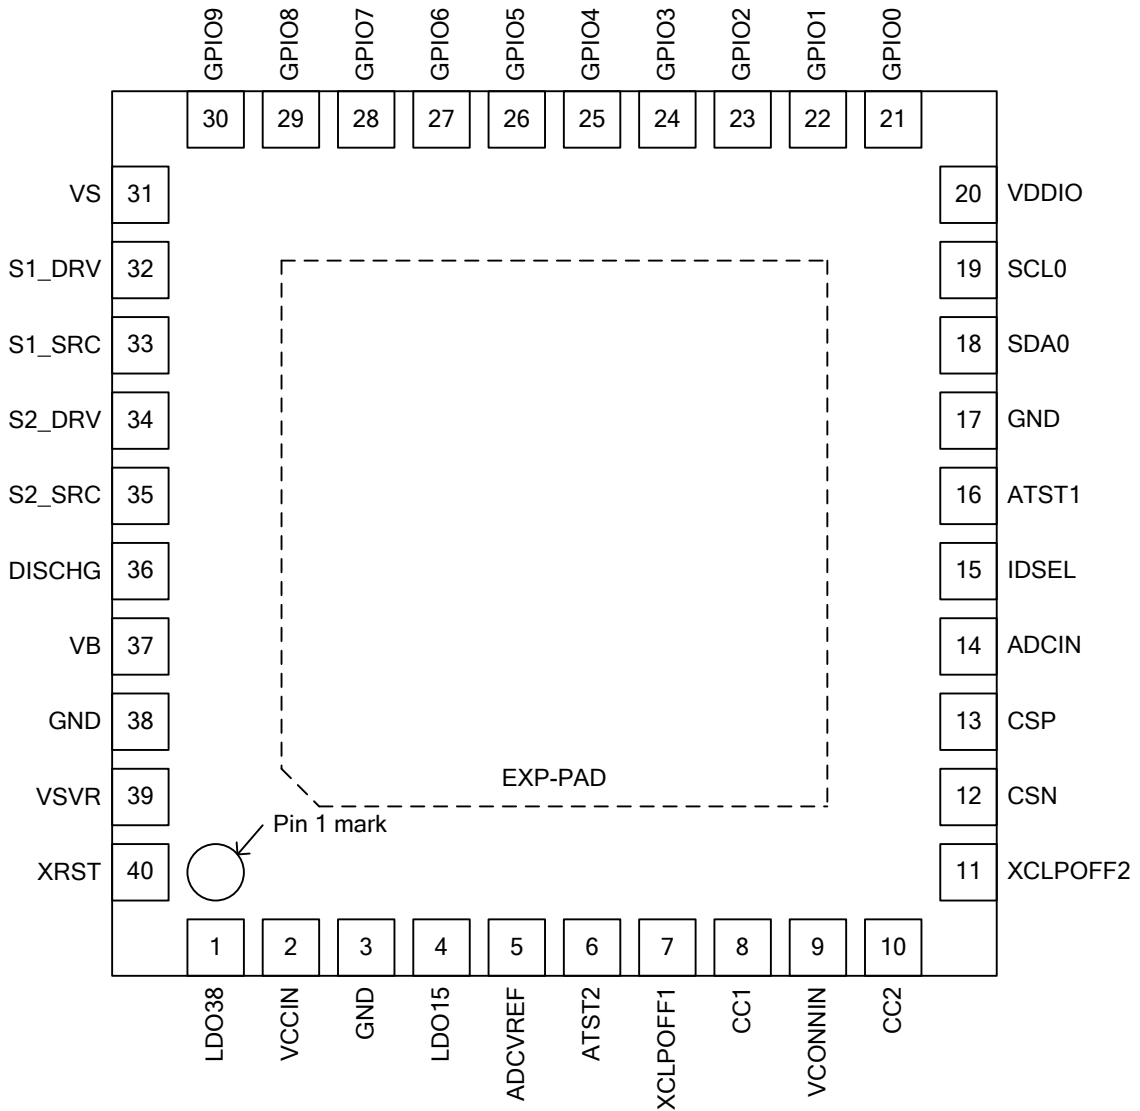 GPIO9
GPIO8
GPIO7
GPIO6
GPIO5
GPIO4
GPIO3
GPIO2
GPIO1
GPIO0
30
29
28
27
26
25
24
23
22
21
VS 31
20 VDDIO
S1_DRV 32
19 SCL0
S1_SRC 33
18 SDA0
S2_DRV 34
17 GND
S2_SRC 35
16 ATST1
DISCHG 36
15 IDSEL
VB 37
14 ADCIN
GND 38
13 CSP
EXP-PAD
VSVR 39
12 CSN
Pin 1 mark
XRST 40
11 XCLPOFF2
1
2
3
4
5
6
7
8
9
10
LDO38
VCCIN
GND
LDO15
ADCVREF
ATST2
XCLPOFF1
CC1
VCONNIN
CC2